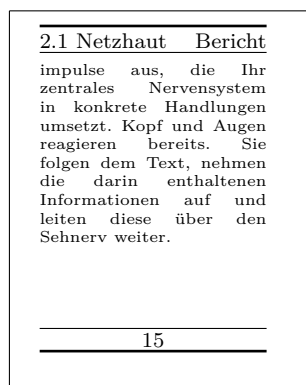 2.1 Netzhaut Bericht
impulse aus, die Ihr
zentrales Nervensystem
in konkrete Handlungen
umsetzt. Kopf und Augen
reagieren bereits. Sie
folgen dem Text, nehmen
die darin enthaltenen
Informationen auf und
leiten diese über den
Sehnerv weiter.
15